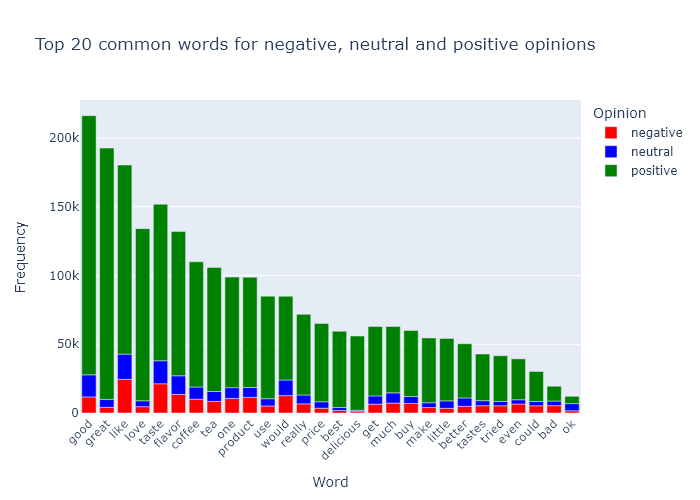 Top 20 common words for negative, neutral and positive opinions
Opinion
negative
neutral
positive
200k
150k
100k
50k
0
Frequency
good
great
like
love
taste
flavor
coffee
tea
one
product
use
would
really
price
best
delicious
get
much
buy
make
little
better
tastes
tried
even
could
bad
ok
Word